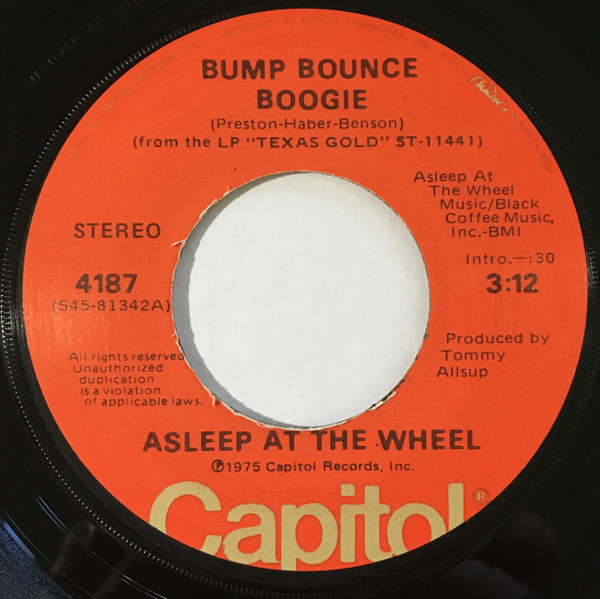 BUMP BOUNCE
BOOGIE
(Preston-Haber-Benson)
(from the LP "TEXAS GOLD" ST-11441)
Asleep At
The Wheel
Music/Black
Coffee Music,
Inc.-BMI
STEREO
Intro.—:30
4187
3:12
(S45-81342A)
Produced by
Tommy
Allsup
All rights reserved
Unauthorized
duplication
is a violation
of applicable laws.
ASLEEP AT THE WHEEL
℗1975 Capitol Records, Inc.
Capitol®
Capitol